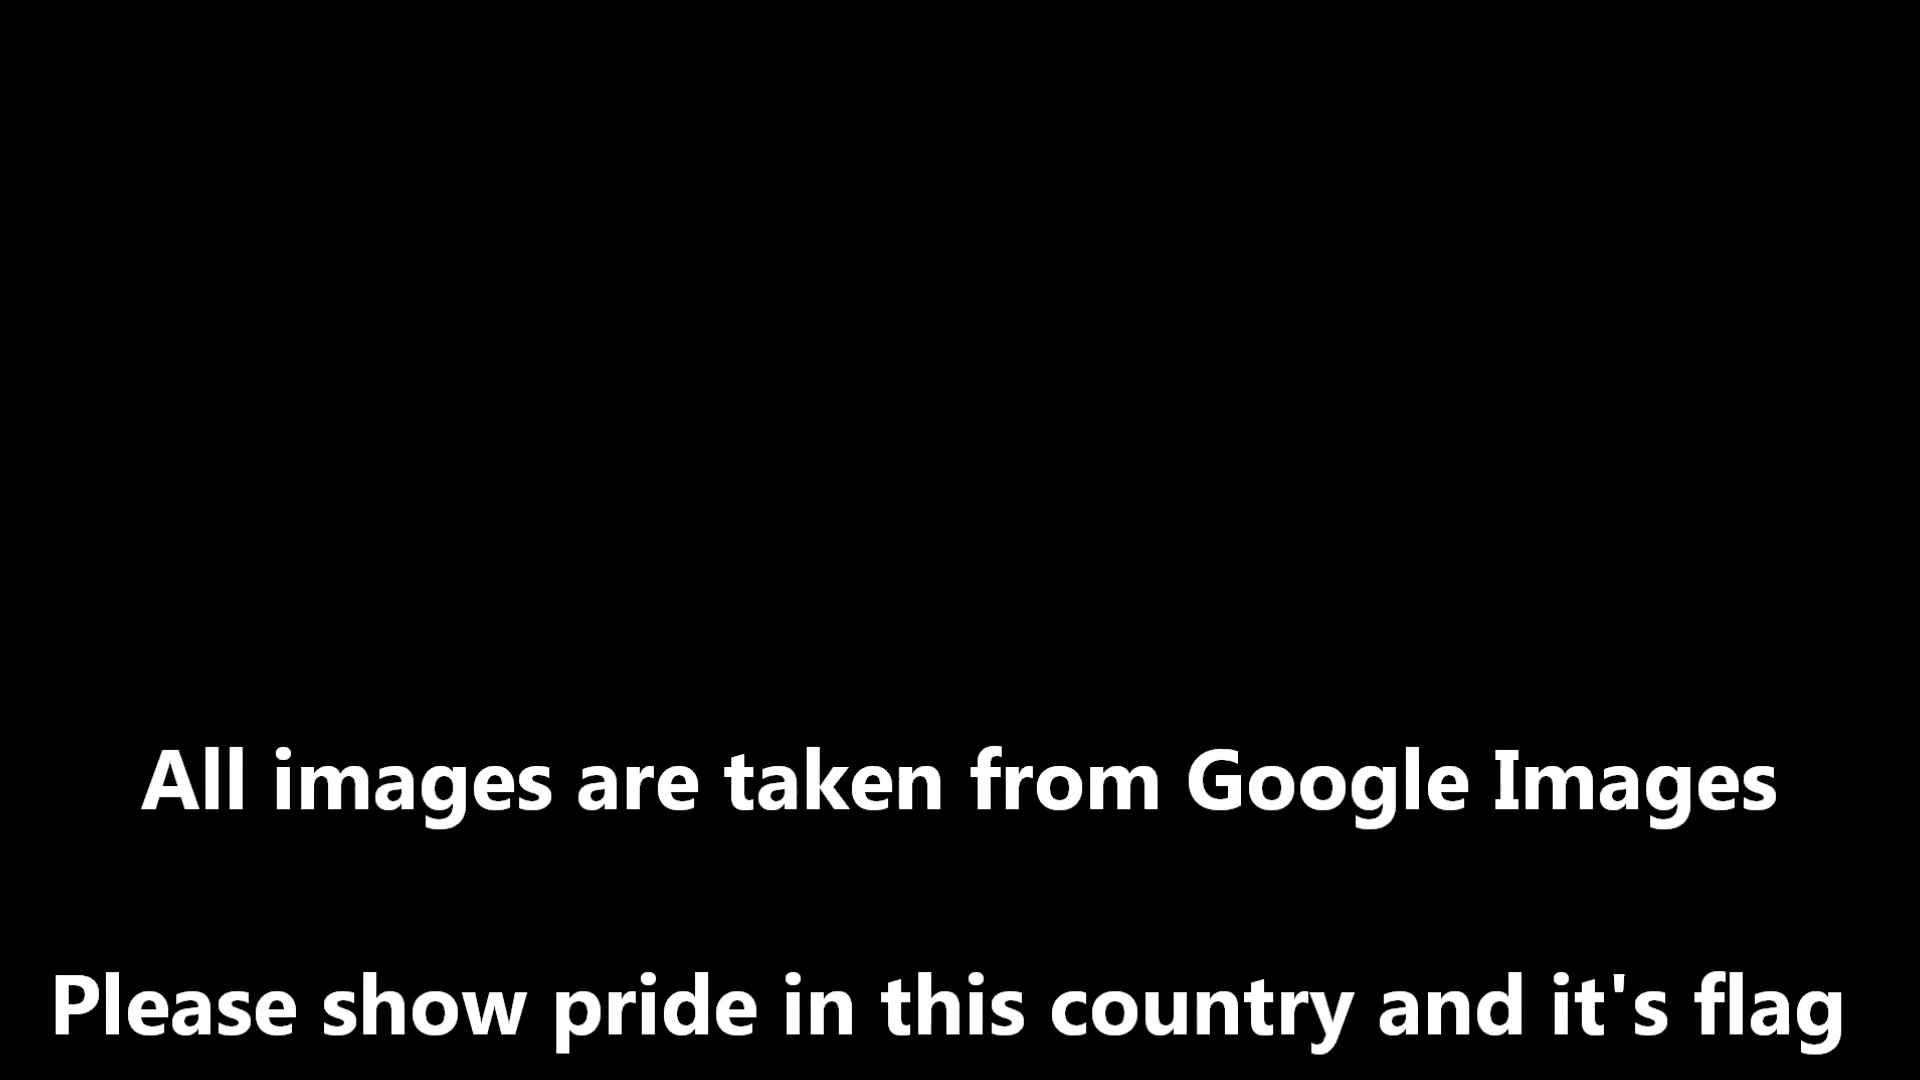 All images are taken from Google Images
Please show pride in this country and it's flag